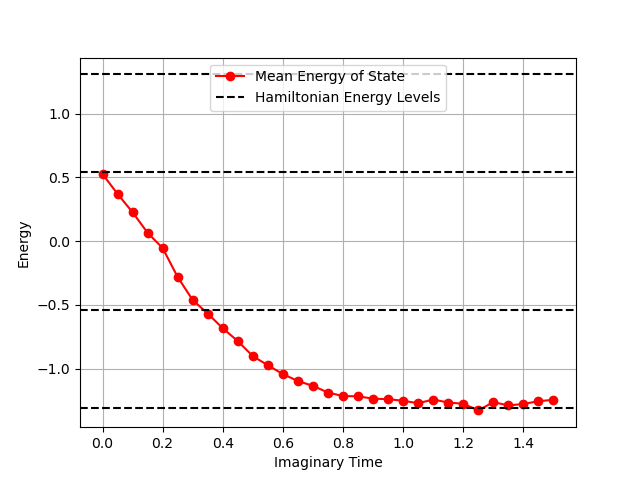 Mean Energy of State
Hamiltonian Energy Levels
1.0
0.5
0.0
−0.5
−1.0
Energy
0.0 0.2 0.4 0.6 0.8 1.0 1.2 1.4
Imaginary Time